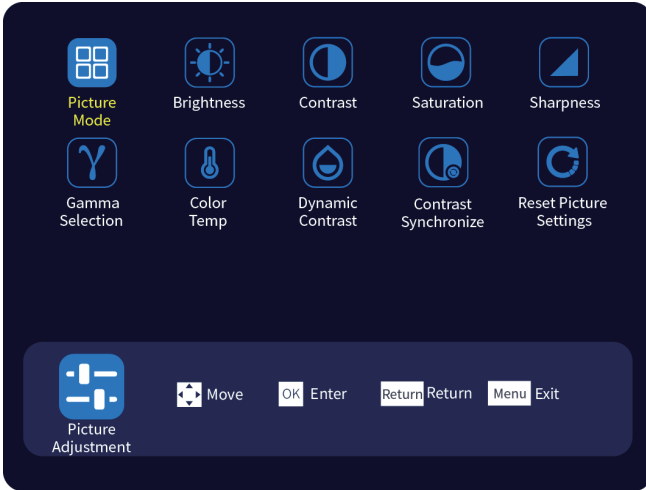 Picture Mode
Brightness
Contrast
Saturation
Sharpness
γ
Gamma Selection
Color Temp
Dynamic Contrast
Contrast Synchronize
Reset Picture Settings
Move
OK Enter
Return Return
Menu Exit
Picture Adjustment